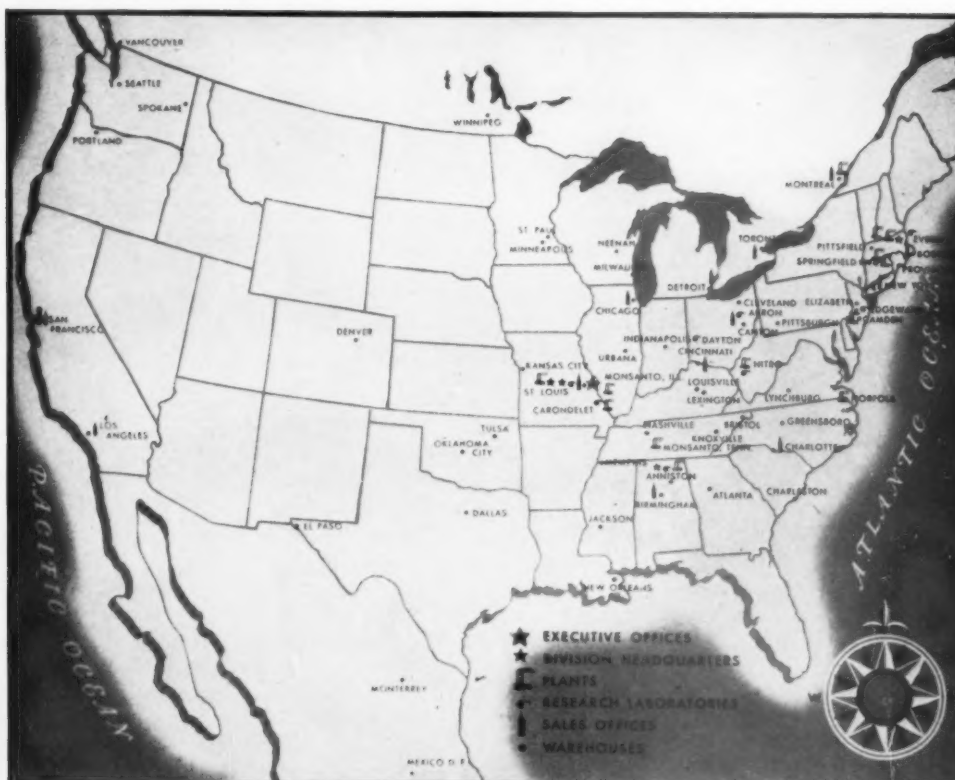 VANCOUVER
SEATTLE
SPOKANE
PORTLAND
WINNIPEG
MONTREAL
ST. PAUL
MINNEAPOLIS
NEENAH
TORONTO
PITTSFIELD
SPRINGFIELD
DETROIT
NEW YORK
CHICAGO
CLEVELAND
ELIZABETH
AKRON
CAMDEN
CANTON
PITTSBURGH
SAN
FRANCISCO
DENVER
INDIANAPOLIS
DAYTON
URBANA
CINCINNATI
NITRO
KANSAS CITY
MONSANTO, ILL.
ST. LOUIS
LOUISVILLE
LEXINGTON
LYNCHBURG
NORFOLK
CARONDELET
LOS
ANGELES
TULSA
OKLAHOMA
CITY
NASHVILLE
BRISTOL
GREENSBORO
KNOXVILLE
MONSANTO, TENN.
CHARLOTTE
ANNISTON
BIRMINGHAM
ATLANTA
CHARLESTON
EL PASO
DALLAS
JACKSON
NEW ORLEANS
MONTERREY
MEXICO D. F.
PACIFIC OCEAN
ATLANTIC OCEAN
EXECUTIVE OFFICES
DIVISION HEADQUARTERS
PLANTS
RESEARCH LABORATORIES
SALES OFFICES
WAREHOUSES